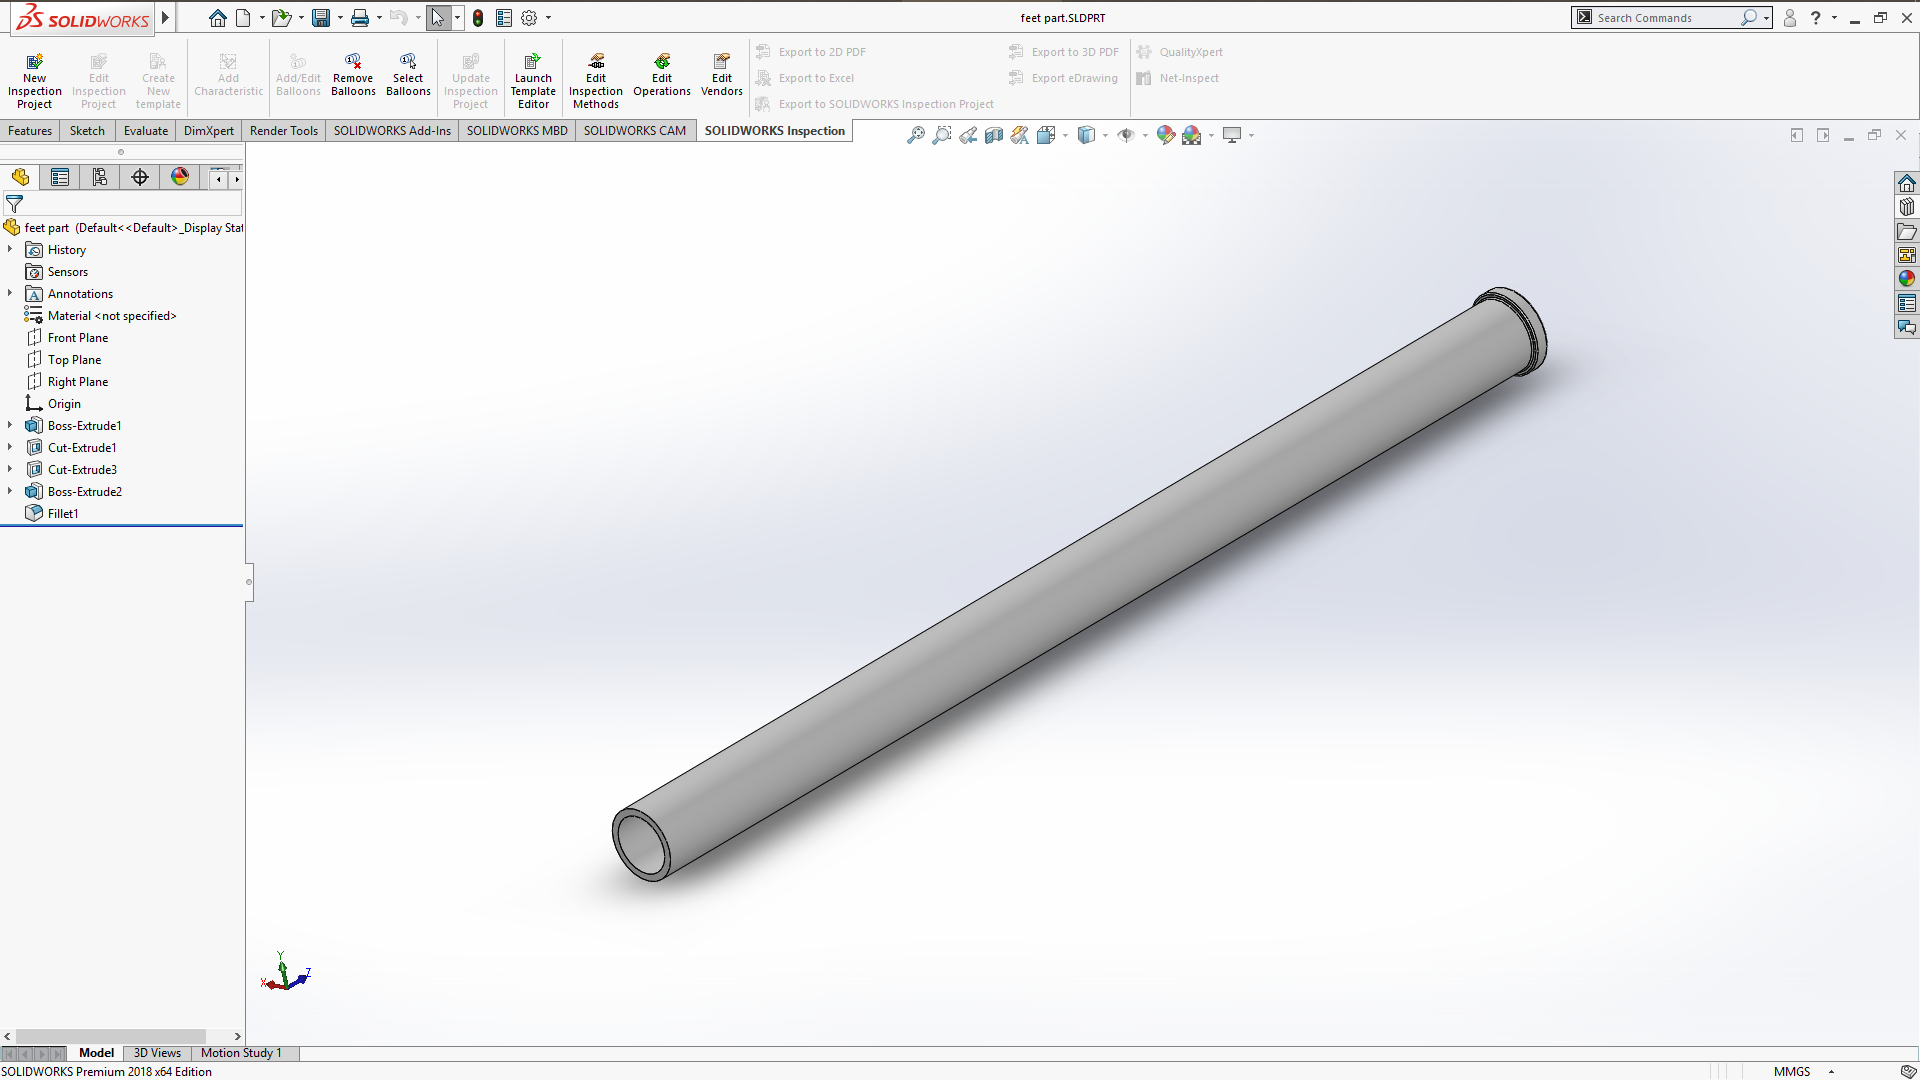 SOLIDWORKS
feet part.SLDPRT
Search Commands
?
New Inspection Project
Edit Inspection Project
Create New template
Add Characteristic
Add/Edit Balloons
Remove Balloons
Select Balloons
Update Inspection Project
Launch Template Editor
Edit Inspection Methods
Edit Operations
Edit Vendors
Export to 2D PDF
Export to Excel
Export to SOLIDWORKS Inspection Project
Export to 3D PDF
Export eDrawing
QualityXpert
Net-Inspect
Features
Sketch
Evaluate
DimXpert
Render Tools
SOLIDWORKS Add-Ins
SOLIDWORKS MBD
SOLIDWORKS CAM
SOLIDWORKS Inspection
feet part (Default<<Default>_Display Stat
History
Sensors
Annotations
Material <not specified>
Front Plane
Top Plane
Right Plane
Origin
Boss-Extrude1
Cut-Extrude1
Cut-Extrude3
Boss-Extrude2
Fillet1
Y
Z
X
Model
3D Views
Motion Study 1
SOLIDWORKS Premium 2018 x64 Edition
MMGS